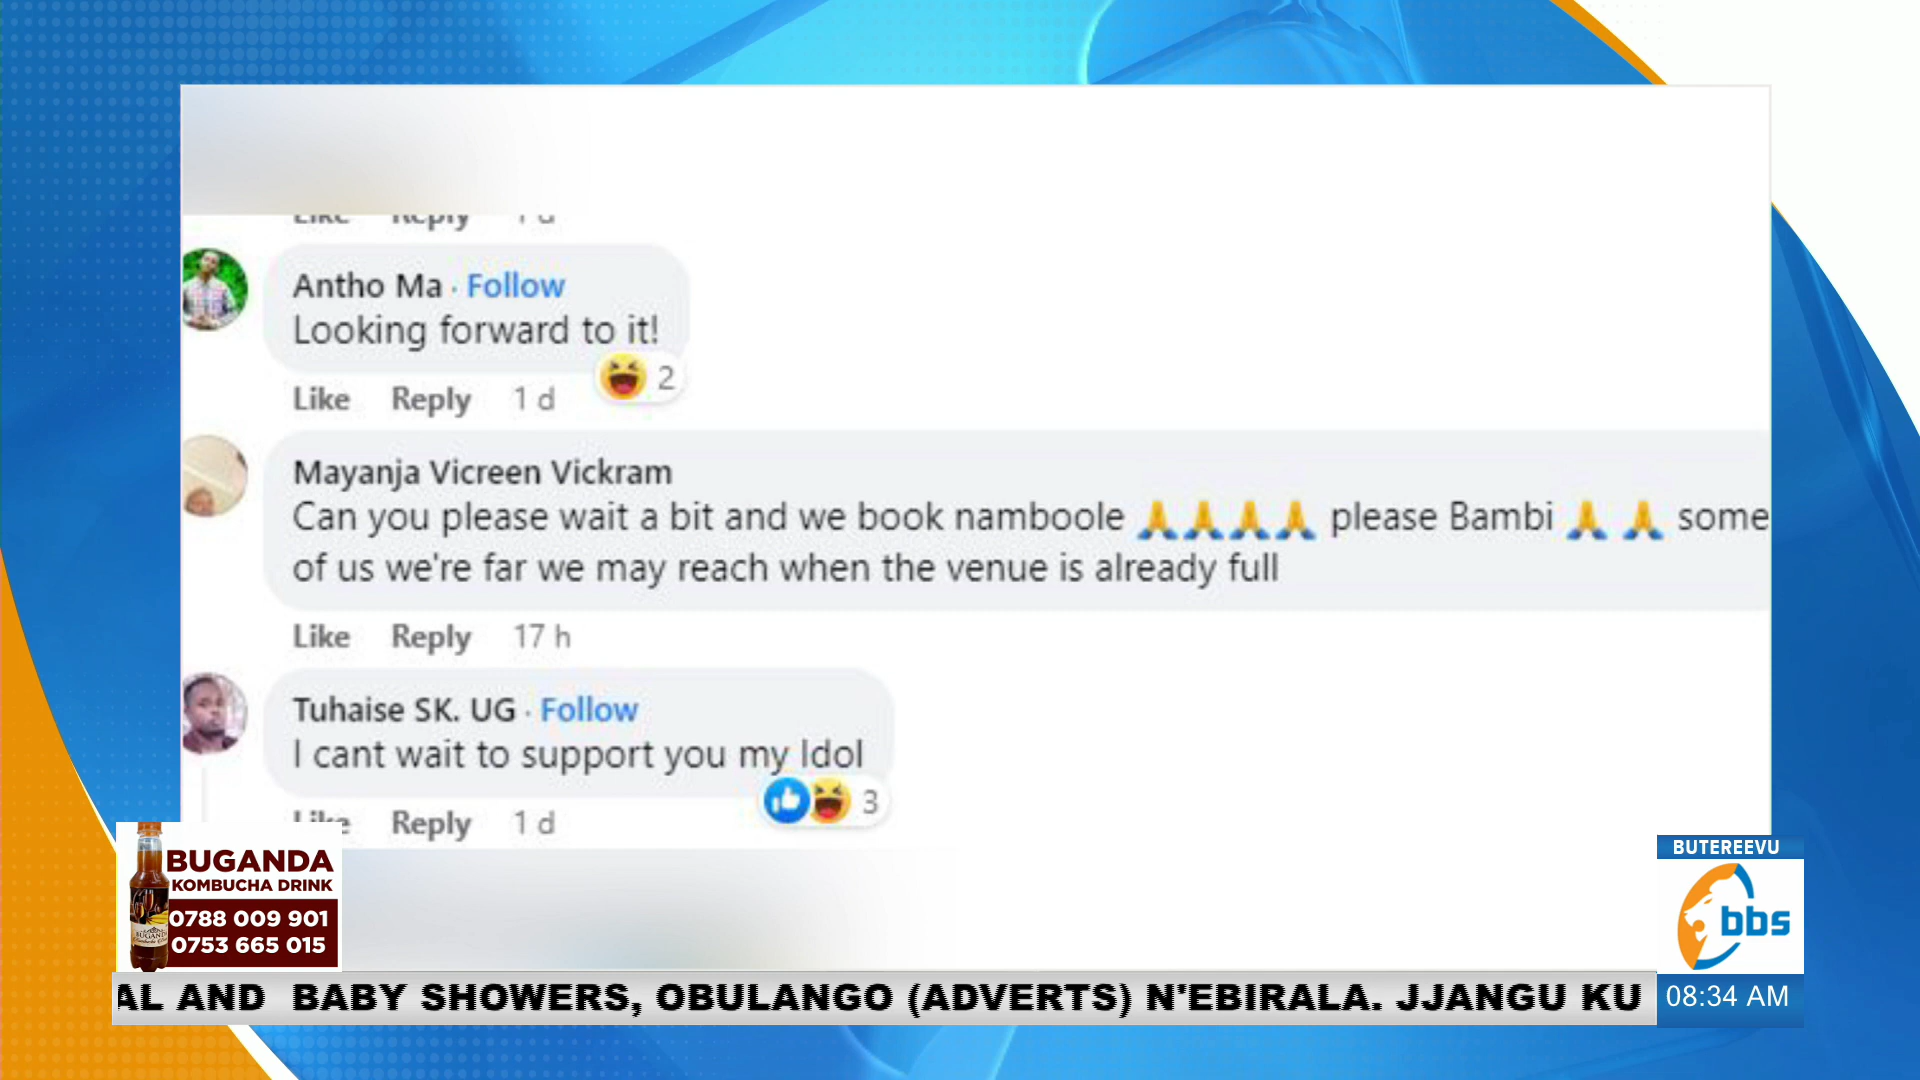 Like Reply 1 d
Antho Ma · Follow
Looking forward to it!
😆 2
Like Reply 1 d
Mayanja Vicreen Vickram
Can you please wait a bit and we book namboole 🙏🙏🙏🙏 please Bambi 🙏 🙏 some
of us we're far we may reach when the venue is already full
Like Reply 17 h
Tuhaise SK. UG · Follow
I cant wait to support you my Idol
👍😆 3
Like Reply 1 d
BUGANDA
KOMBUCHA DRINK
0788 009 901
0753 665 015
BUTEREEVU
bbs
AL AND BABY SHOWERS, OBULANGO (ADVERTS) N'EBIRALA. JJANGU KU
08:34 AM